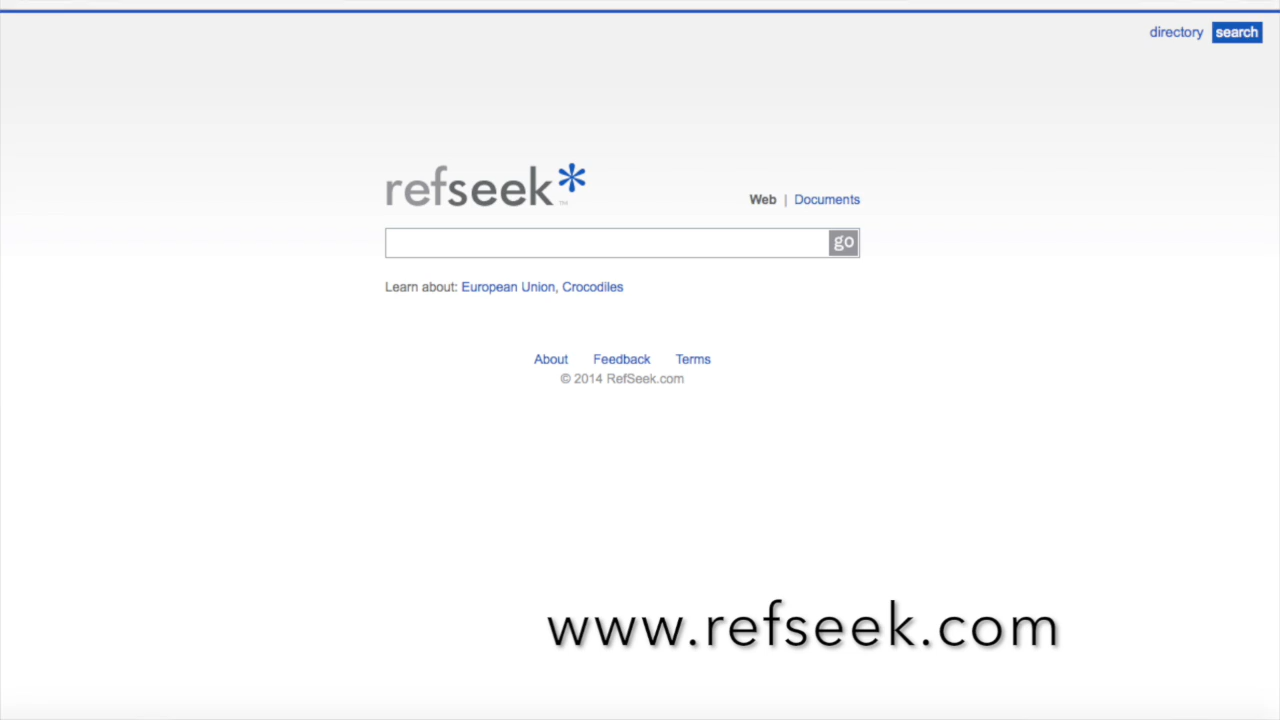 directory search
refseek*™
Web | Documents
go
Learn about: European Union, Crocodiles
About Feedback Terms
© 2014 RefSeek.com
www.refseek.com